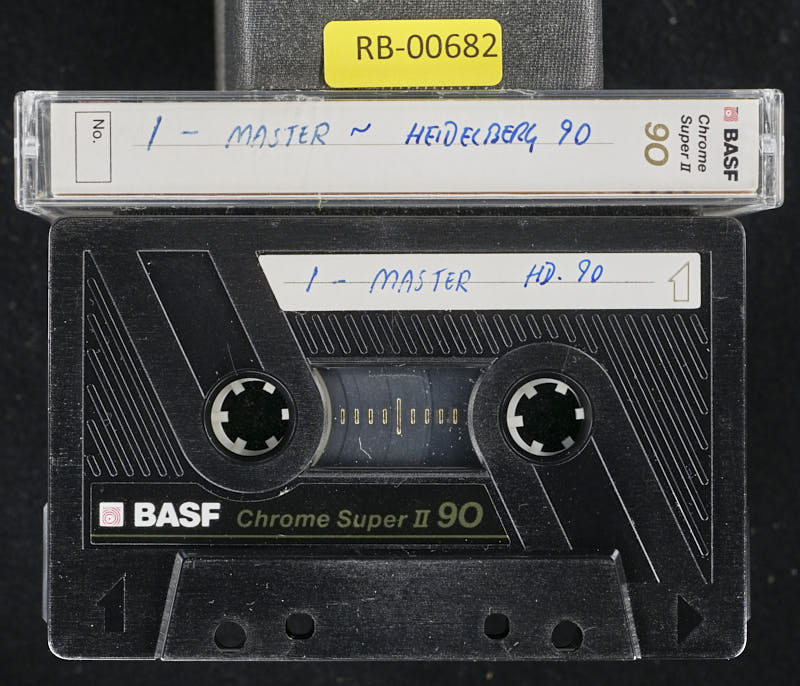 RB-00682
No.
1 - MASTER ~ HEIDELBERG 90
BASF
Chrome
Super II
90
1 - MASTER HD. 90
BASF Chrome Super II 90